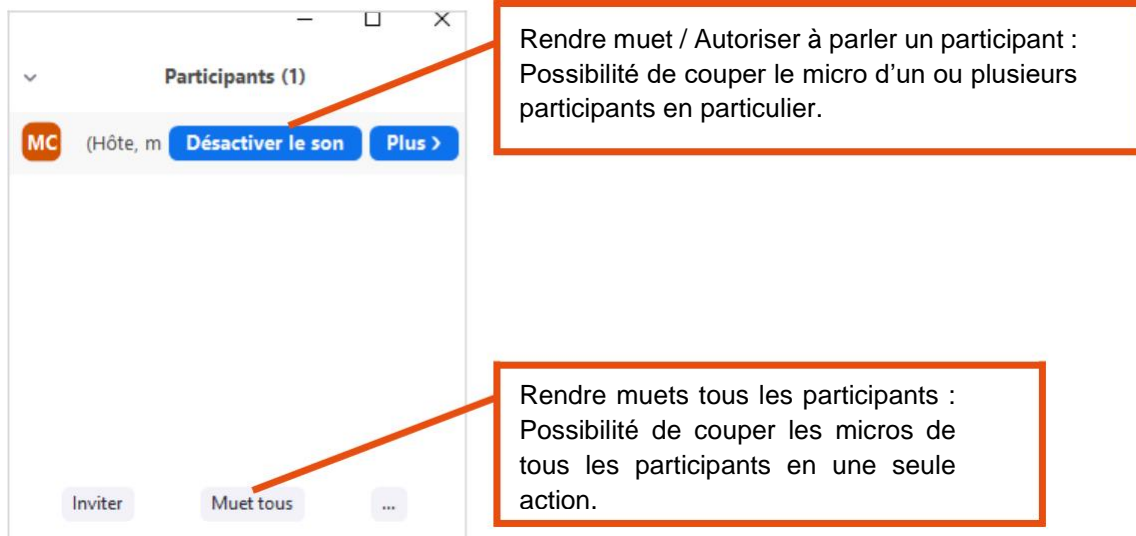 Participants (1)
MC (Hôte, m Désactiver le son Plus >
Inviter Muet tous ...
Rendre muet / Autoriser à parler un participant :
Possibilité de couper le micro d’un ou plusieurs
participants en particulier.
Rendre muets tous les participants :
Possibilité de couper les micros de
tous les participants en une seule
action.